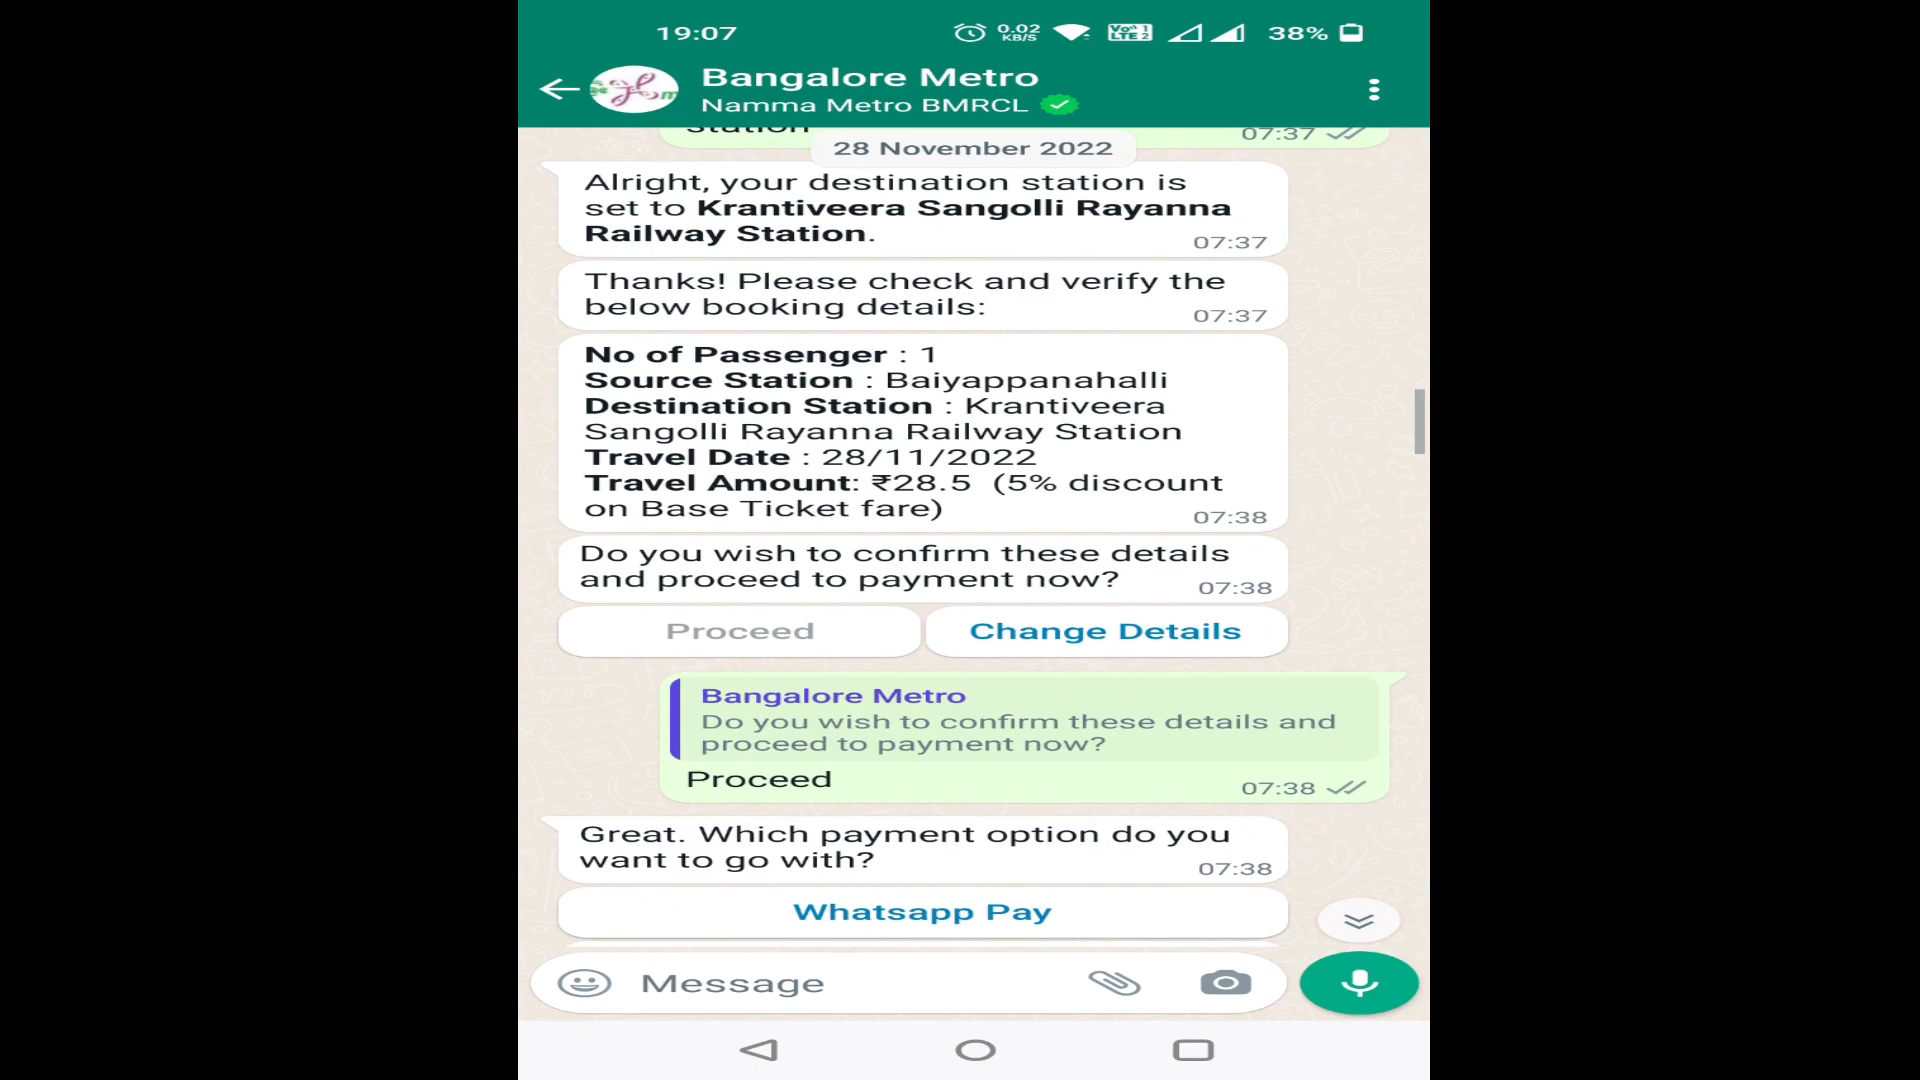 19:07
0.02 KB/S
Vo 1 LTE 2
38%
Bangalore Metro
Namma Metro BMRCL
station
07:37
28 November 2022
Alright, your destination station is
set to Krantiveera Sangolli Rayanna
Railway Station.
07:37
Thanks! Please check and verify the
below booking details:
07:37
No of Passenger : 1
Source Station : Baiyappanahalli
Destination Station : Krantiveera
Sangolli Rayanna Railway Station
Travel Date : 28/11/2022
Travel Amount: ₹28.5 (5% discount
on Base Ticket fare)
07:38
Do you wish to confirm these details
and proceed to payment now?
07:38
Proceed
Change Details
Bangalore Metro
Do you wish to confirm these details and
proceed to payment now?
Proceed
07:38
Great. Which payment option do you
want to go with?
07:38
Whatsapp Pay
Message